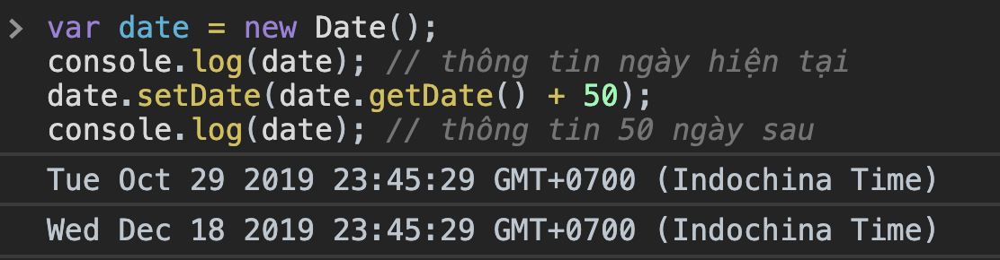 > var date = new Date();
console.log(date); // thông tin ngày hiện tại
date.setDate(date.getDate() + 50);
console.log(date); // thông tin 50 ngày sau
Tue Oct 29 2019 23:45:29 GMT+0700 (Indochina Time)
Wed Dec 18 2019 23:45:29 GMT+0700 (Indochina Time)